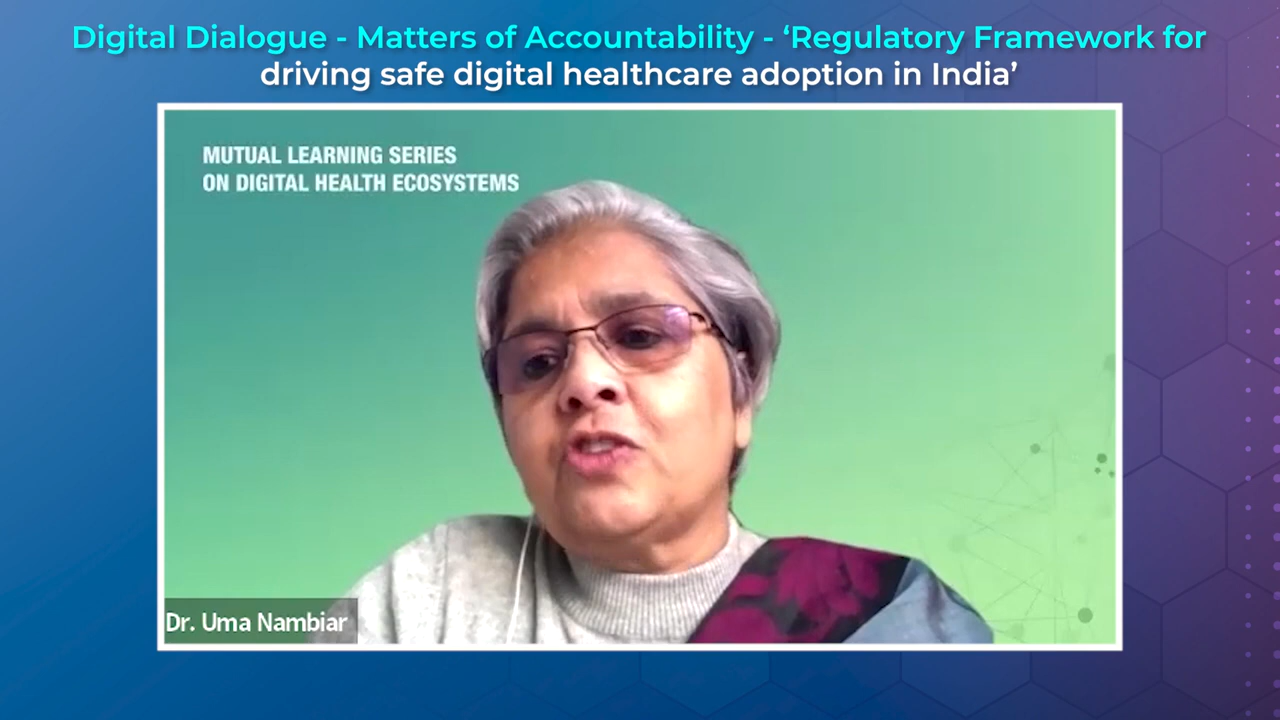 Digital Dialogue - Matters of Accountability - ‘Regulatory Framework for
driving safe digital healthcare adoption in India’
MUTUAL LEARNING SERIES
ON DIGITAL HEALTH ECOSYSTEMS
Dr. Uma Nambiar